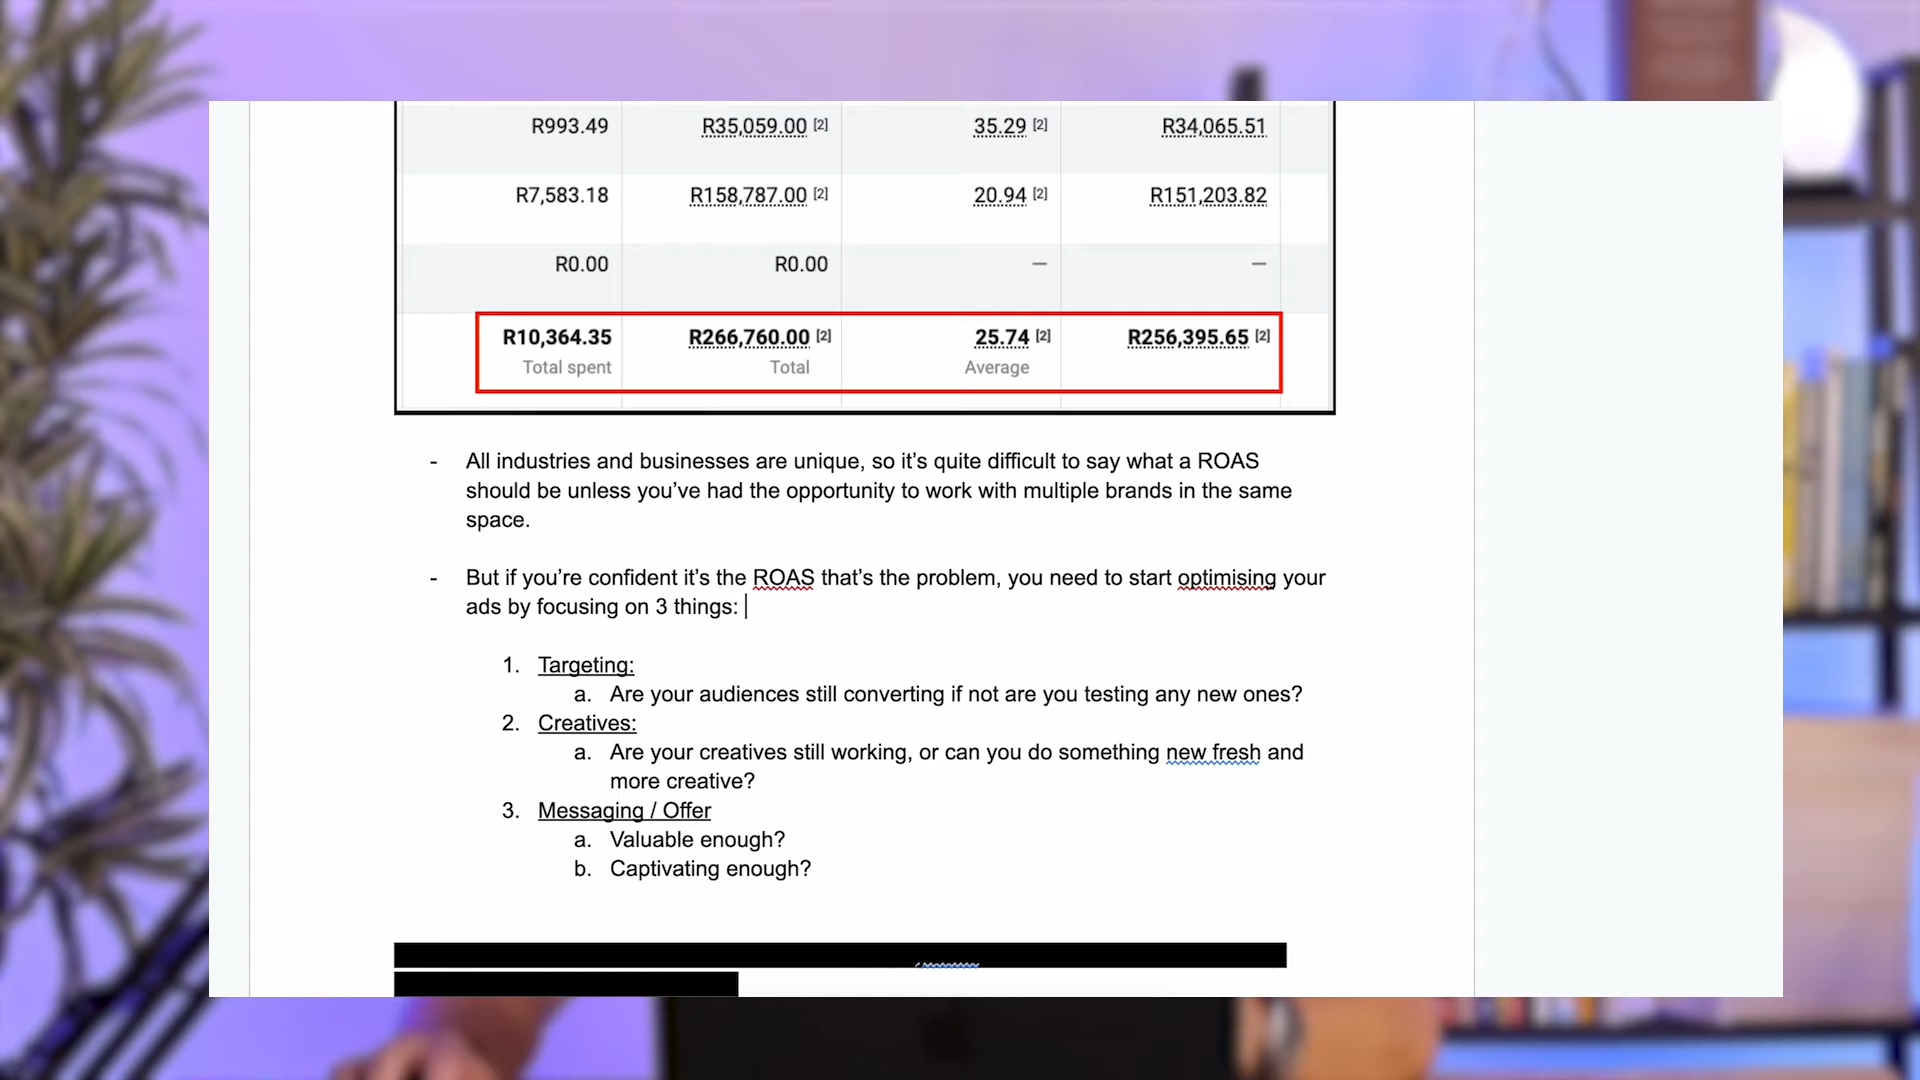 R993.49 R35,059.00 [2] 35.29 [2] R34,065.51
R7,583.18 R158,787.00 [2] 20.94 [2] R151,203.82
R0.00 R0.00 — —
R10,364.35 R266,760.00 [2] 25.74 [2] R256,395.65 [2]
Total spent Total Average
- All industries and businesses are unique, so it’s quite difficult to say what a ROAS
should be unless you’ve had the opportunity to work with multiple brands in the same
space.
- But if you’re confident it’s the ROAS that’s the problem, you need to start optimising your
ads by focusing on 3 things:
1. Targeting:
a. Are your audiences still converting if not are you testing any new ones?
2. Creatives:
a. Are your creatives still working, or can you do something new fresh and
more creative?
3. Messaging / Offer
a. Valuable enough?
b. Captivating enough?